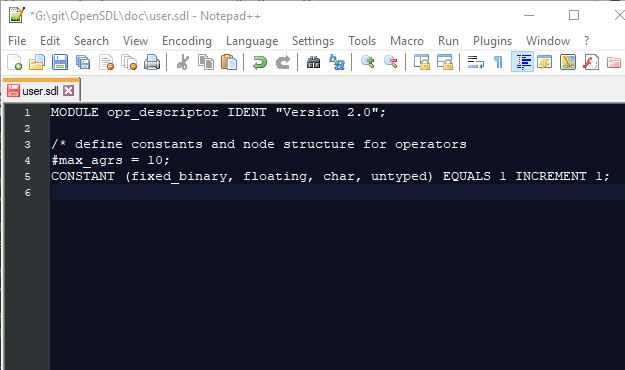 *G:\git\OpenSDL\doc\user.sdl - Notepad++
File Edit Search View Encoding Language Settings Tools Macro Run Plugins Window ?
user.sdl
1 MODULE opr_descriptor IDENT "Version 2.0";
2
3 /* define constants and node structure for operators
4 #max_agrs = 10;
5 CONSTANT (fixed_binary, floating, char, untyped) EQUALS 1 INCREMENT 1;
6